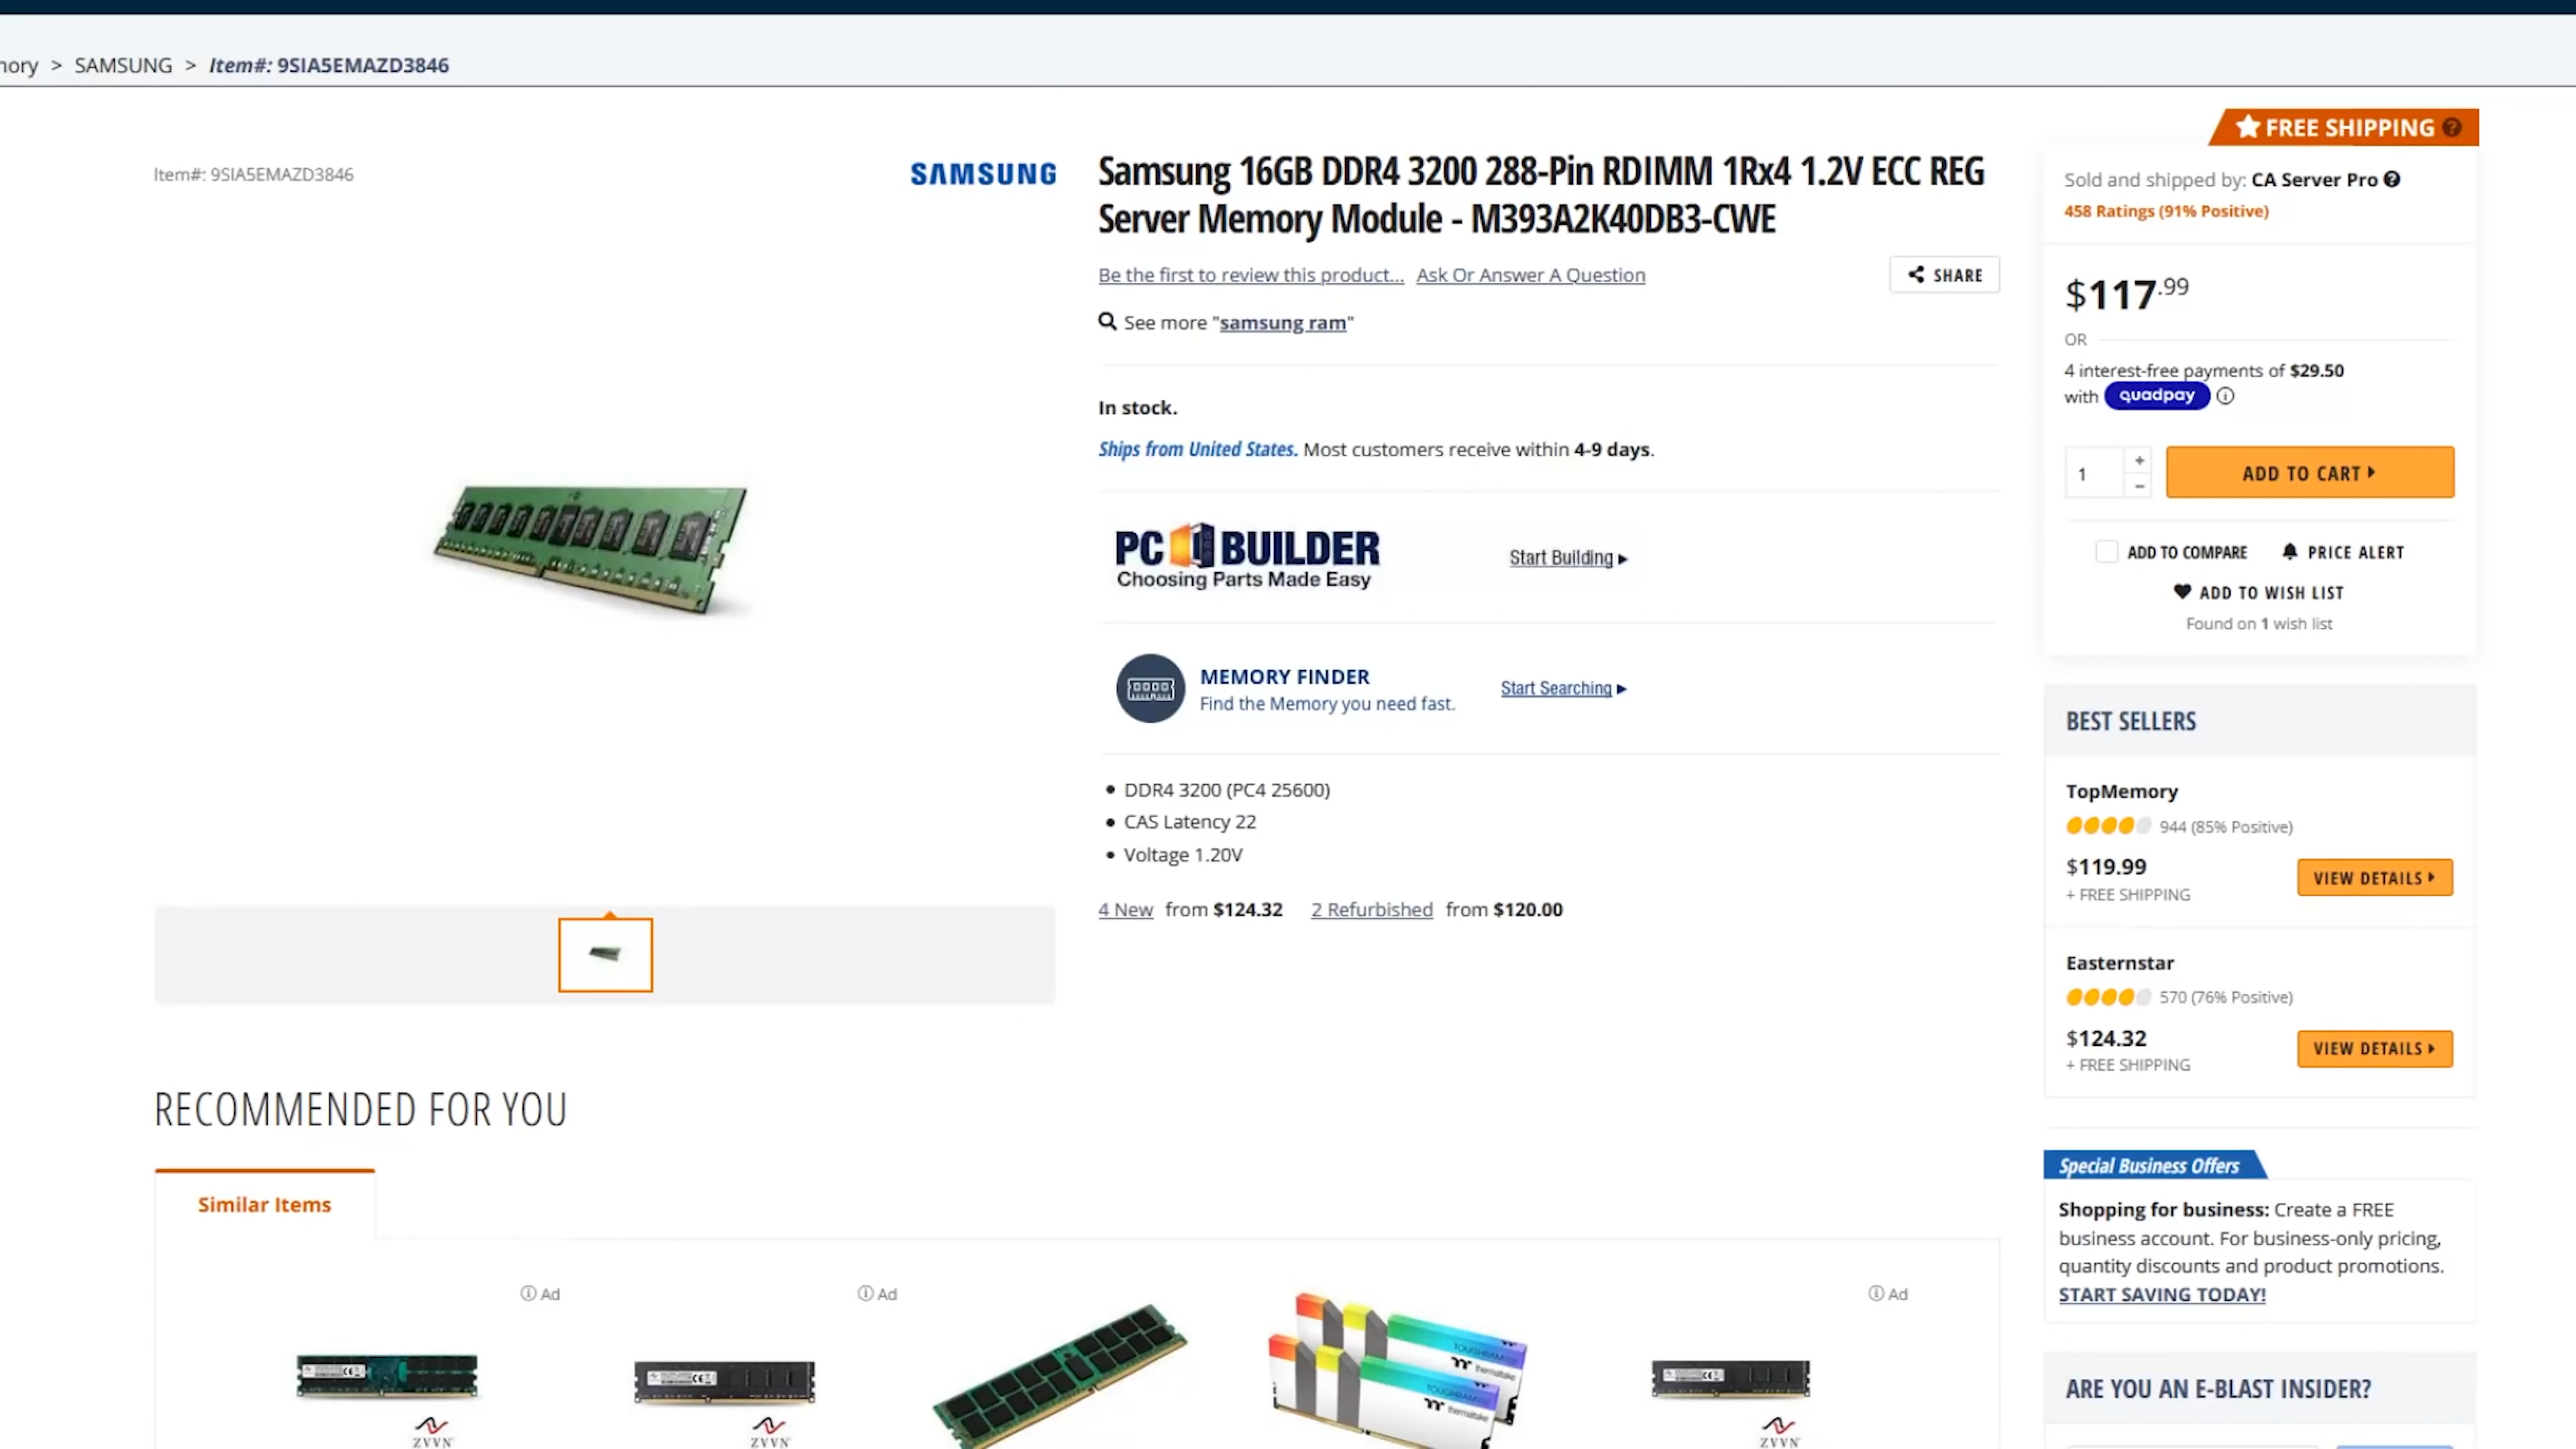 nory > SAMSUNG > Item#: 9SIA5EMAZD3846
FREE SHIPPING
Item#: 9SIA5EMAZD3846
SAMSUNG
Samsung 16GB DDR4 3200 288-Pin RDIMM 1Rx4 1.2V ECC REG
Server Memory Module - M393A2K40DB3-CWE
Be the first to review this product... Ask Or Answer A Question
SHARE
See more "samsung ram"
In stock.
Ships from United States. Most customers receive within 4-9 days.
PC BUILDER
Choosing Parts Made Easy
Start Building
MEMORY FINDER
Find the Memory you need fast.
Start Searching
DDR4 3200 (PC4 25600)
CAS Latency 22
Voltage 1.20V
4 New from $124.32 2 Refurbished from $120.00
Sold and shipped by: CA Server Pro
458 Ratings (91% Positive)
$117.99
OR
4 interest-free payments of $29.50
with quadpay
1
ADD TO CART
ADD TO COMPARE
PRICE ALERT
ADD TO WISH LIST
Found on 1 wish list
BEST SELLERS
TopMemory
944 (85% Positive)
$119.99
+ FREE SHIPPING
VIEW DETAILS
Easternstar
570 (76% Positive)
$124.32
+ FREE SHIPPING
VIEW DETAILS
Special Business Offers
Shopping for business: Create a FREE
business account. For business-only pricing,
quantity discounts and product promotions.
START SAVING TODAY!
ARE YOU AN E-BLAST INSIDER?
RECOMMENDED FOR YOU
Similar Items
Ad
Ad
Ad
ZVVN
ZVVN
TOUGHRAM
thermaltake
TOUGHRAM
thermaltake
ZVVN